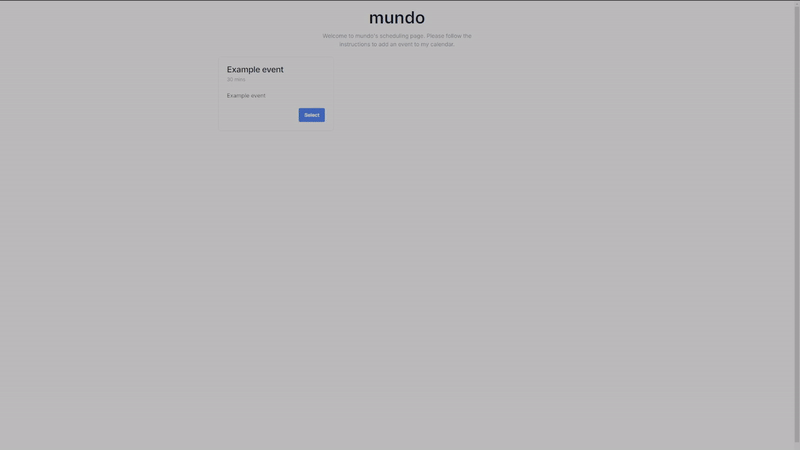 mundo
Welcome to mundo's scheduling page. Please follow the
instructions to add an event to my calendar.
Example event
30 mins
Example event
Select